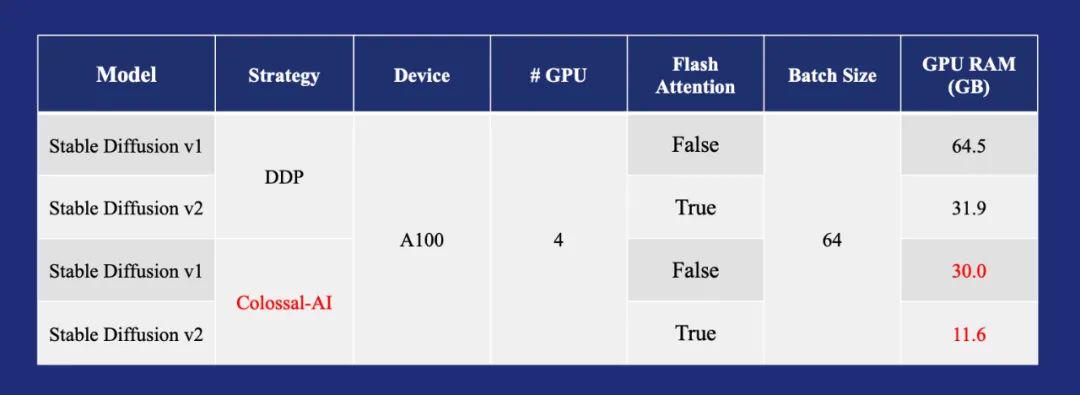 Model Strategy Device # GPU Flash Attention Batch Size GPU RAM (GB)
Stable Diffusion v1 DDP A100 4 False 64 64.5
Stable Diffusion v2 True 31.9
Stable Diffusion v1 Colossal-AI False 30.0
Stable Diffusion v2 True 11.6